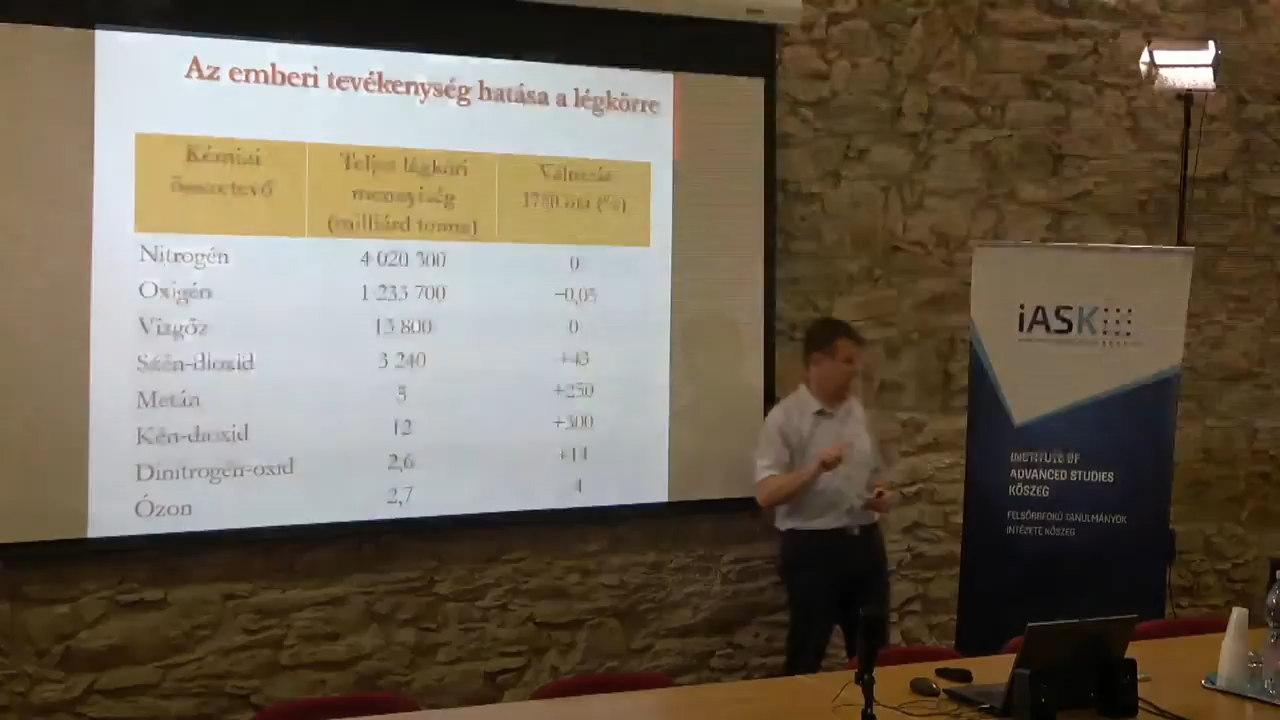 Az emberi tevékenység hatása a légkörre
Kémiai Teljes légköri Változás
összetevő mennyiség 1750 óta (%)
(milliárd tonna)
Nitrogén 4 020 300 0
Oxigén 1 233 700 −0,05
Vízgőz 13 800 0
Szén-dioxid 3 240 +43
Metán 5 +250
Kén-dioxid 12 +300
Dinitrogén-oxid 2,6
Ózon 2,7 4
iASK
INSTITUTE OF
ADVANCED STUDIES
KŐSZEG
FELSŐBBFOKÚ TANULMÁNYOK
INTÉZETE KŐSZEG